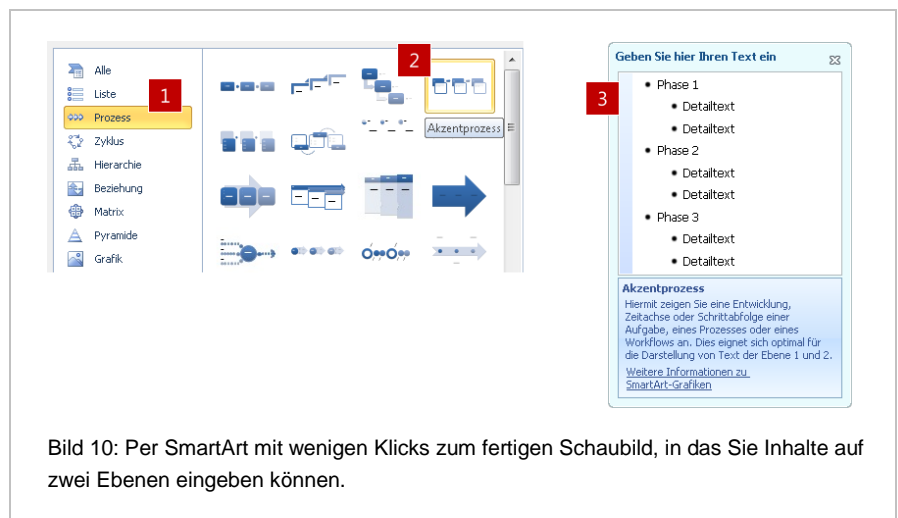 Alle
Liste
1
Prozess
Zyklus
Hierarchie
Beziehung
Matrix
Pyramide
Grafik
2
Akzentprozess
Geben Sie hier Ihren Text ein
3
• Phase 1
• Detailtext
• Detailtext
• Phase 2
• Detailtext
• Detailtext
• Phase 3
• Detailtext
• Detailtext
Akzentprozess
Hiermit zeigen Sie eine Entwicklung,
Zeitachse oder Schrittabfolge einer
Aufgabe, eines Prozesses oder eines
Workflows an. Dies eignet sich optimal für
die Darstellung von Text der Ebene 1 und 2.
Weitere Informationen zu
SmartArt-Grafiken
Bild 10: Per SmartArt mit wenigen Klicks zum fertigen Schaubild, in das Sie Inhalte auf
zwei Ebenen eingeben können.